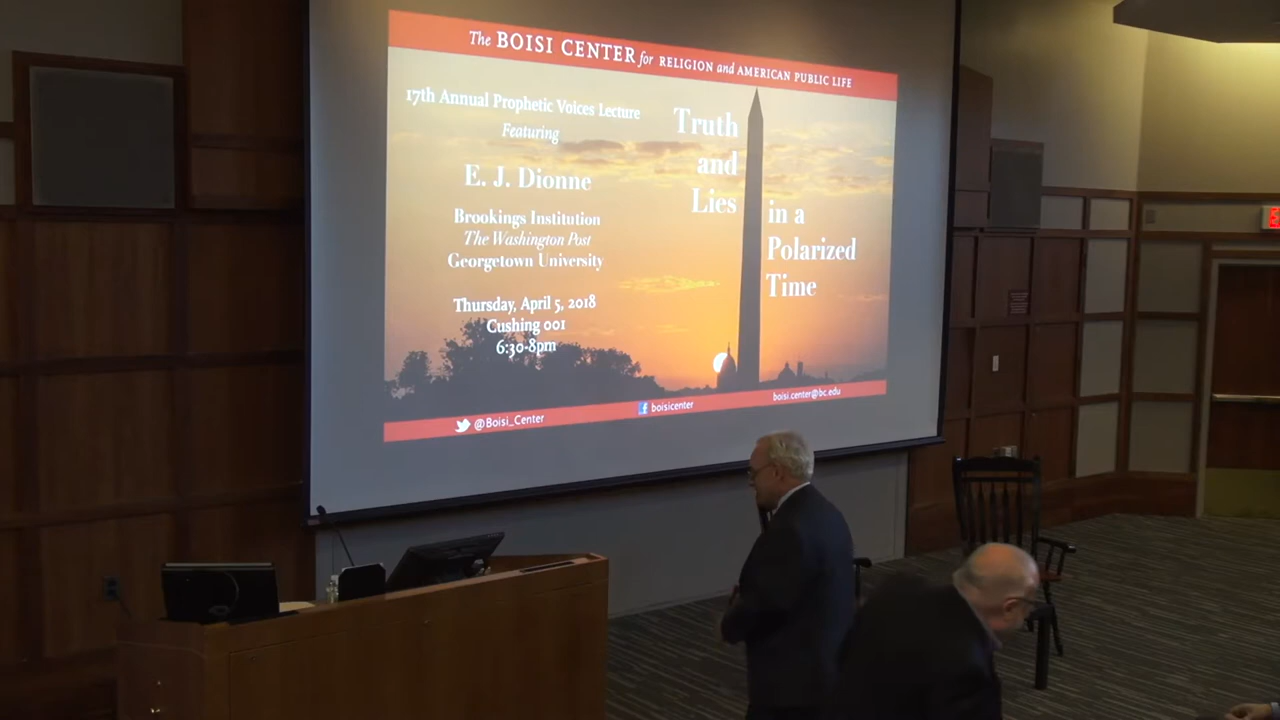 The BOISI CENTER for RELIGION and AMERICAN PUBLIC LIFE
17th Annual Prophetic Voices Lecture
Featuring
E. J. Dionne
Brookings Institution
The Washington Post
Georgetown University
Thursday, April 5, 2018
Cushing 001
6:30-8pm
Truth
and
Lies
in a
Polarized
Time
@Boisi_Center
boisicenter
boisi.center@bc.edu